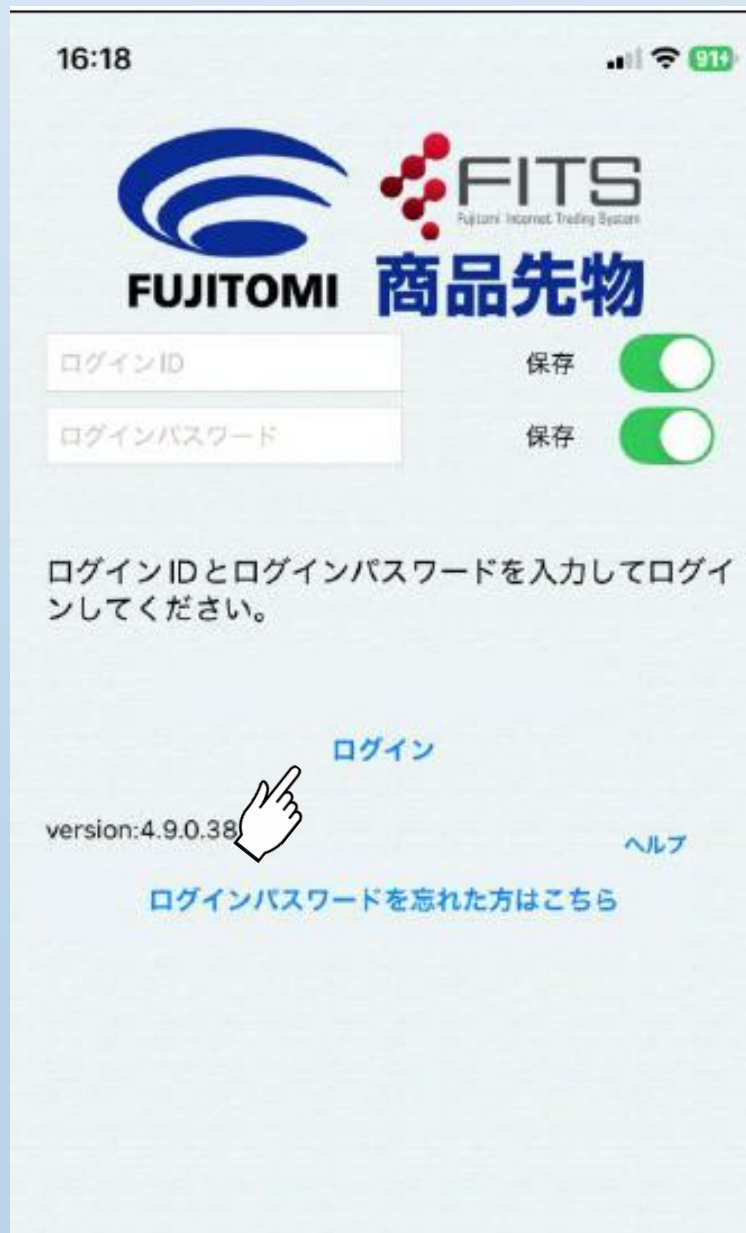 16:18
91
FITS
Fujitomi Internet Trading System
FUJITOMI 商品先物
ログインID 保存
ログインパスワード 保存
ログインIDとログインパスワードを入力してログイ
ンしてください。
ログイン
version:4.9.0.38
ヘルプ
ログインパスワードを忘れた方はこちら